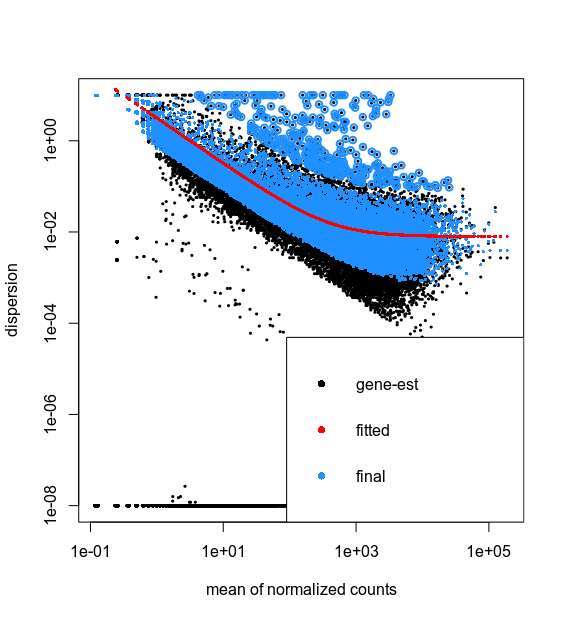 1e+00
1e-02
1e-04
1e-06
1e-08
dispersion
gene-est
fitted
final
1e-01
1e+01
1e+03
1e+05
mean of normalized counts